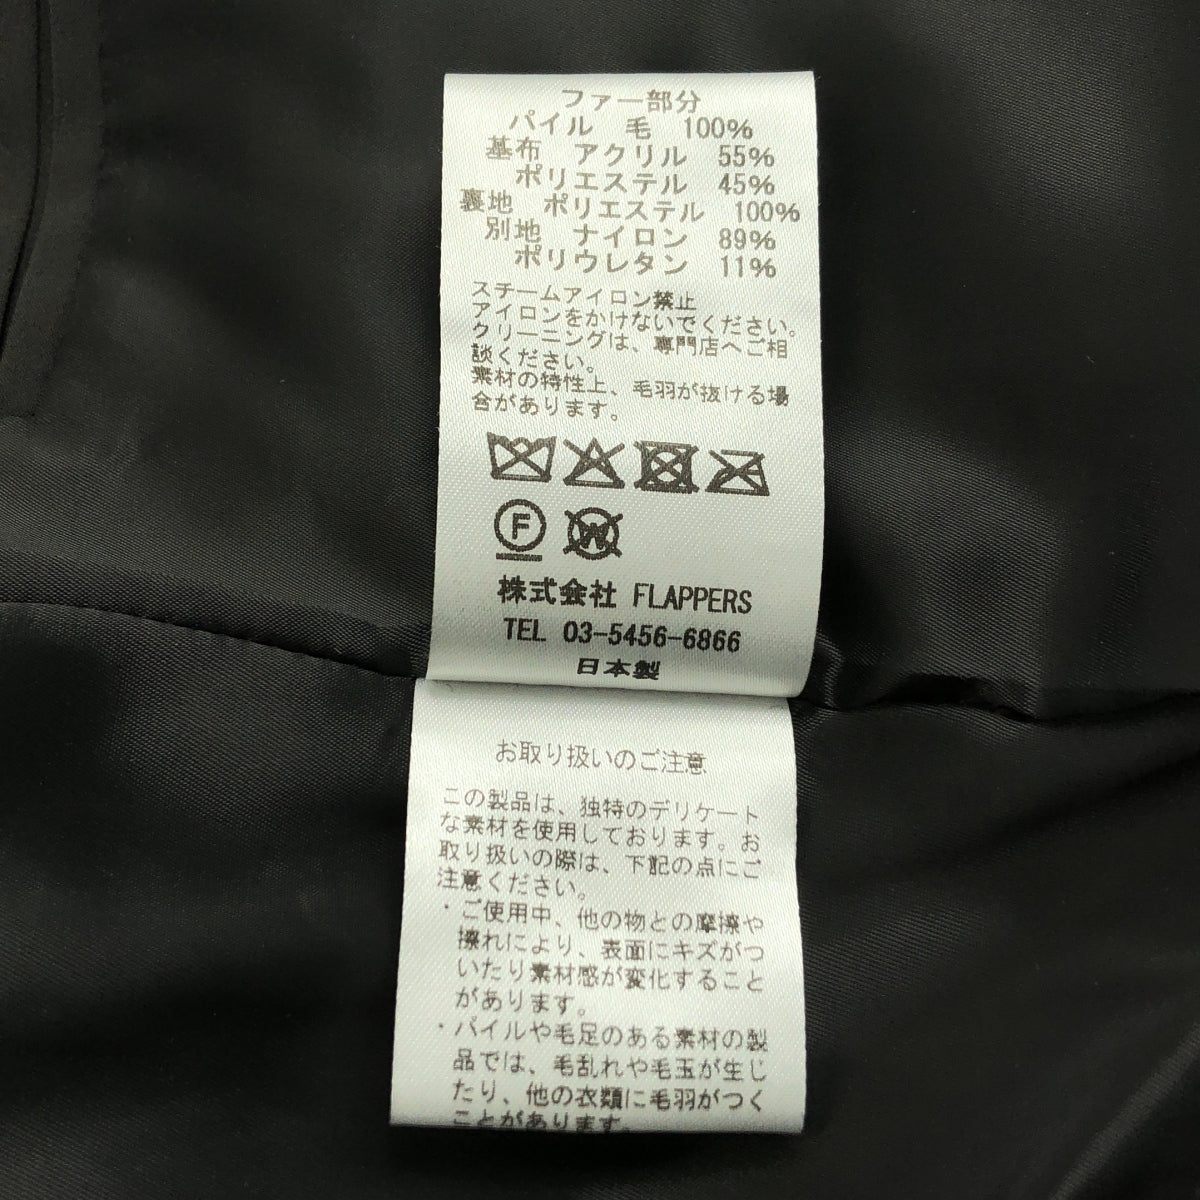 ファー部分
パイル 毛 100%
基布 アクリル 55%
ポリエステル 45%
裏地 ポリエステル 100%
別地 ナイロン 89%
ポリウレタン 11%
スチームアイロン禁止
アイロンをかけないでください。
クリーニングは、専門店へご相
談ください。
素材の特性上、毛羽が抜ける場
合があります。
F W
株式会社 FLAPPERS
TEL 03-5456-6866
日本製
お取り扱いのご注意
この製品は、独特のデリケート
な素材を使用しております。お
取り扱いの際は、下記の点にご
注意ください。
・ご使用中、他の物との摩擦や
擦れにより、表面にキズがつ
いたり素材感が変化すること
があります。
・パイルや毛足のある素材の製
品では、毛乱れや毛玉が生じ
たり、他の衣類に毛羽がつく
ことがあります。